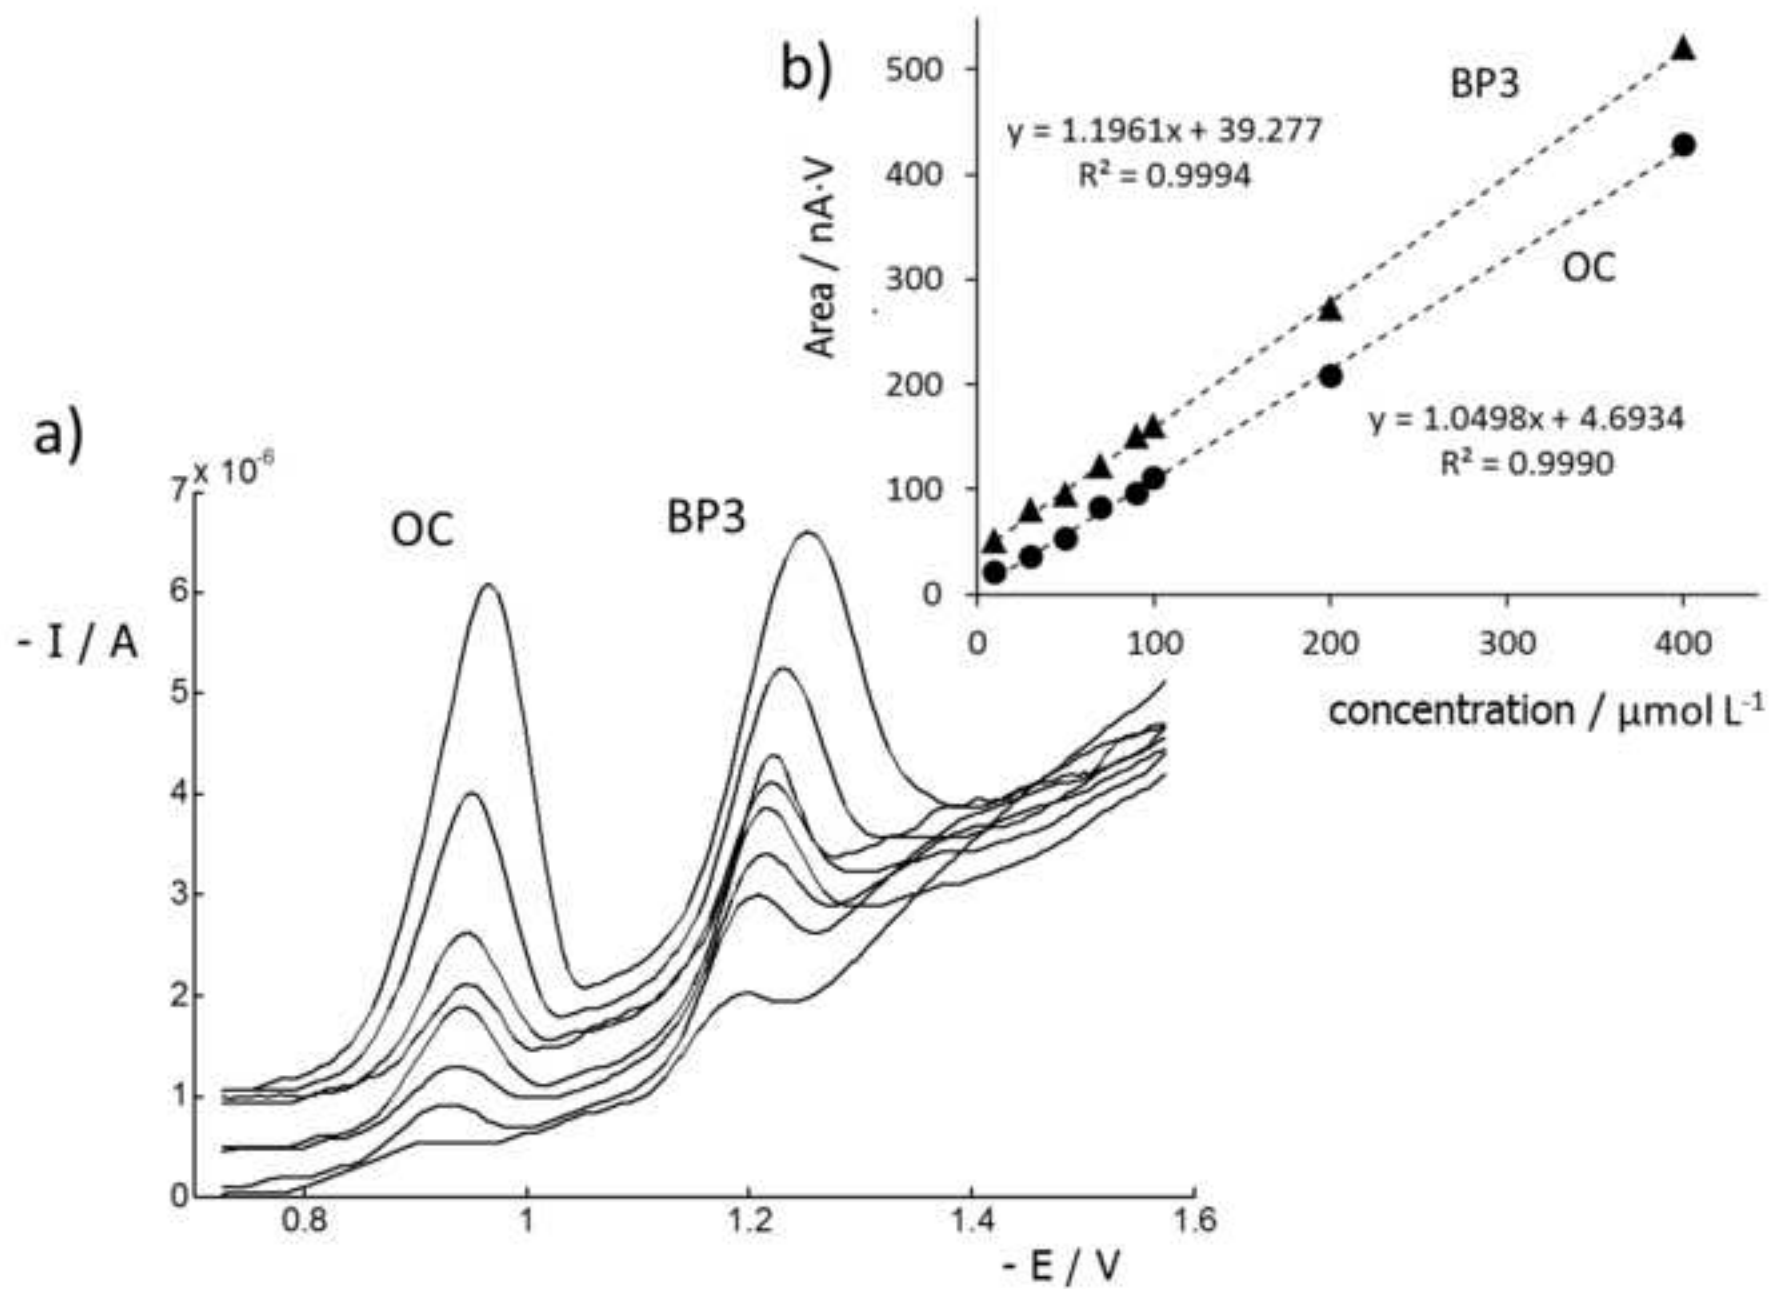 b)
500
400
300
200
100
0
Area / nA·V
BP3
y = 1.1961x + 39.277
R² = 0.9994
OC
y = 1.0498x + 4.6934
R² = 0.9990
0 100 200 300 400
concentration / µmol L⁻¹
a)
x 10⁻⁶
7
6
5
4
3
2
1
0
- I / A
OC
BP3
0.8 1 1.2 1.4 1.6
- E / V